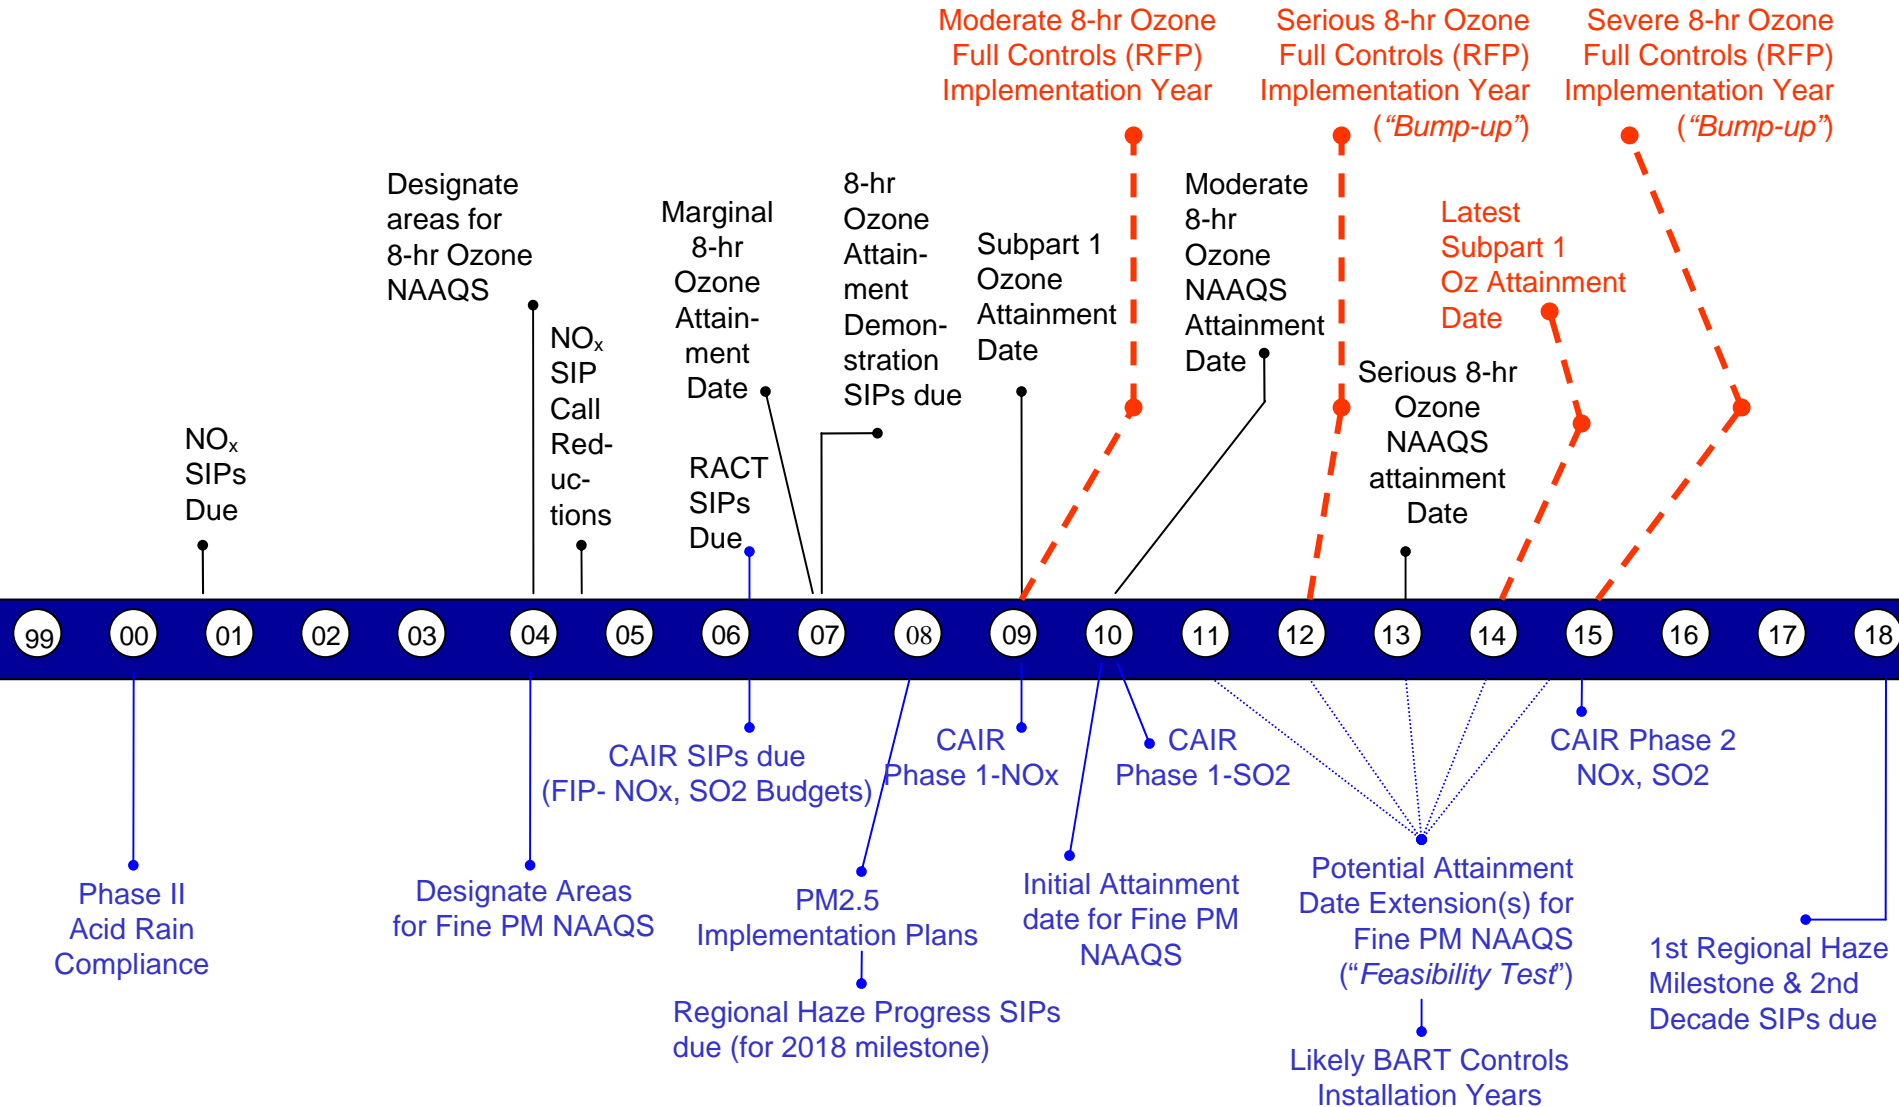 Moderate 8-hr Ozone
Full Controls (RFP)
Implementation Year
Serious 8-hr Ozone
Full Controls (RFP)
Implementation Year
(“Bump-up”)
Severe 8-hr Ozone
Full Controls (RFP)
Implementation Year
(“Bump-up”)
Designate
areas for
8-hr Ozone
NAAQS
Marginal
8-hr
Ozone
Attain-
ment
Date
8-hr
Ozone
Attain-
ment
Demon-
stration
SIPs due
Subpart 1
Ozone
Attainment
Date
Moderate
8-hr
Ozone
NAAQS
Attainment
Date
Latest
Subpart 1
Oz Attainment
Date
NOx
SIPs
Due
NOx
SIP
Call
Red-
uc-
tions
RACT
SIPs
Due
Serious 8-hr
Ozone
NAAQS
attainment
Date
99 00 01 02 03 04 05 06 07 08 09 10 11 12 13 14 15 16 17 18
CAIR SIPs due
(FIP- NOx, SO2 Budgets)
CAIR
Phase 1-NOx
CAIR
Phase 1-SO2
CAIR Phase 2
NOx, SO2
Phase II
Acid Rain
Compliance
Designate Areas
for Fine PM NAAQS
PM2.5
Implementation Plans
Regional Haze Progress SIPs
due (for 2018 milestone)
Initial Attainment
date for Fine PM
NAAQS
Potential Attainment
Date Extension(s) for
Fine PM NAAQS
(“Feasibility Test”)
Likely BART Controls
Installation Years
1st Regional Haze
Milestone & 2nd
Decade SIPs due